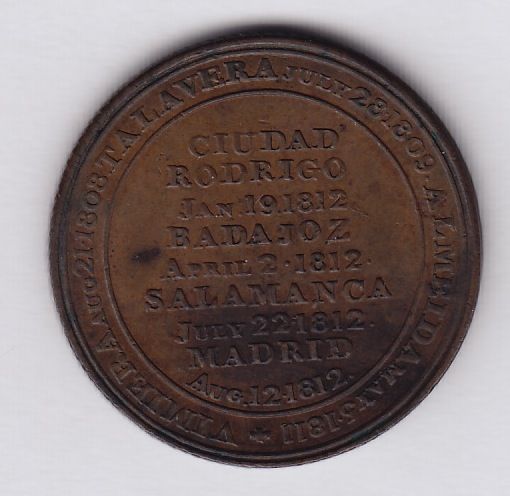 VIMIERA AUG 21·1808 TALAVERA JULY 28·1809· ALMEIDA MAY 5·1811
CIUDAD
RODRIGO
JAN 19.1812
BADAJOZ
APRIL 2·1812.
SALAMANCA
JULY 22·1812.
MADRID
AUG.12·1812.